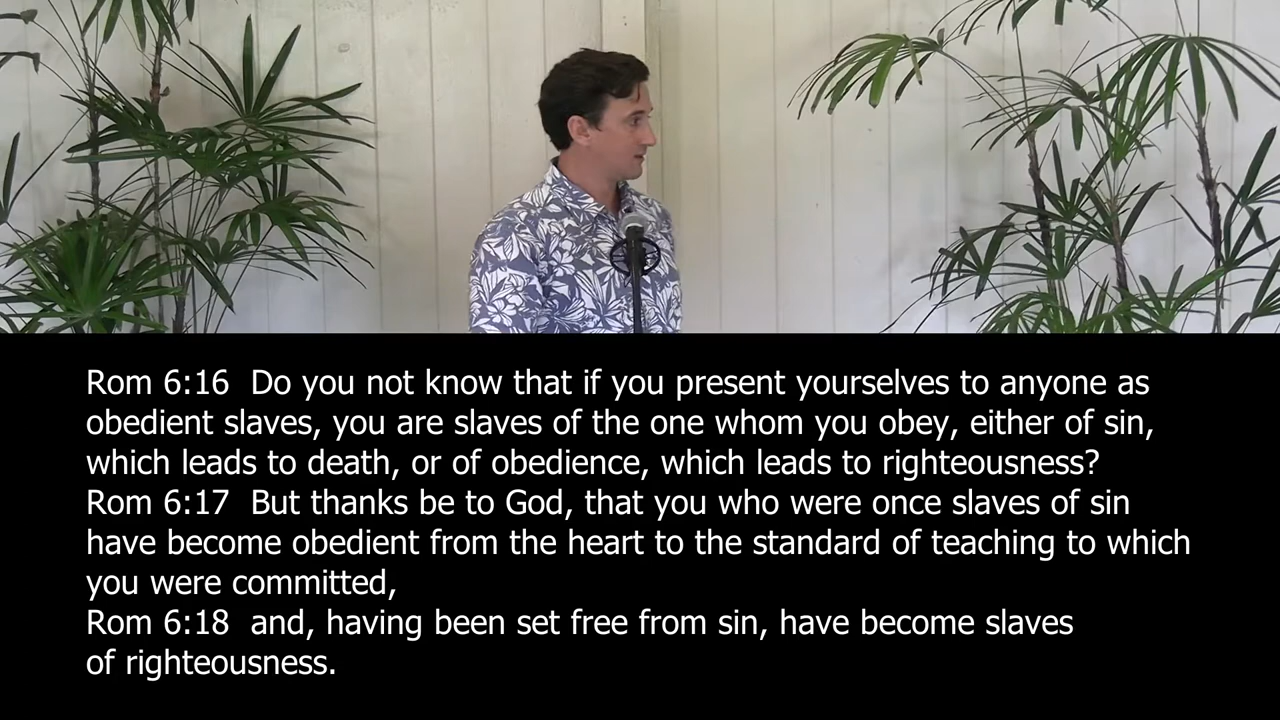 Rom 6:16  Do you not know that if you present yourselves to anyone as
obedient slaves, you are slaves of the one whom you obey, either of sin,
which leads to death, or of obedience, which leads to righteousness?
Rom 6:17  But thanks be to God, that you who were once slaves of sin
have become obedient from the heart to the standard of teaching to which
you were committed,
Rom 6:18  and, having been set free from sin, have become slaves
of righteousness.